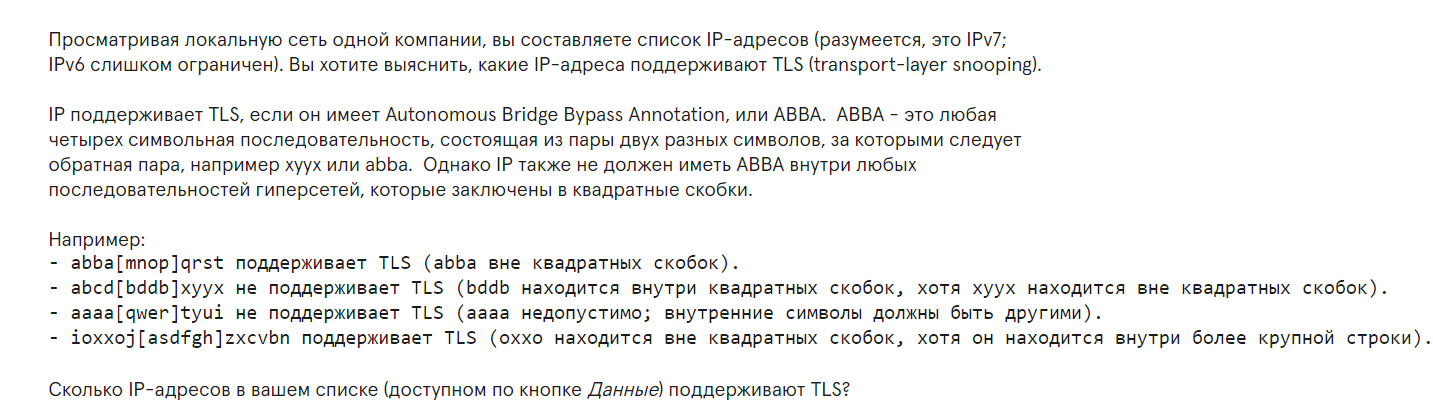 Просматривая локальную сеть одной компании, вы составляете список IP-адресов (разумеется, это IPv7;
IPv6 слишком ограничен). Вы хотите выяснить, какие IP-адреса поддерживают TLS (transport-layer snooping).
IP поддерживает TLS, если он имеет Autonomous Bridge Bypass Annotation, или ABBA. ABBA - это любая
четырех символьная последовательность, состоящая из пары двух разных символов, за которыми следует
обратная пара, например xyyx или abba. Однако IP также не должен иметь ABBA внутри любых
последовательностей гиперсетей, которые заключены в квадратные скобки.
Например:
- abba[mnop]qrst поддерживает TLS (abba вне квадратных скобок).
- abcd[bddb]xyyx не поддерживает TLS (bddb находится внутри квадратных скобок, хотя xyyx находится вне квадратных скобок).
- aaaa[qwer]tyui не поддерживает TLS (aaaa недопустимо; внутренние символы должны быть другими).
- ioxxoj[asdfgh]zxcvbn поддерживает TLS (oxxo находится вне квадратных скобок, хотя он находится внутри более крупной строки).
Сколько IP-адресов в вашем списке (доступном по кнопке Данные) поддерживают TLS?